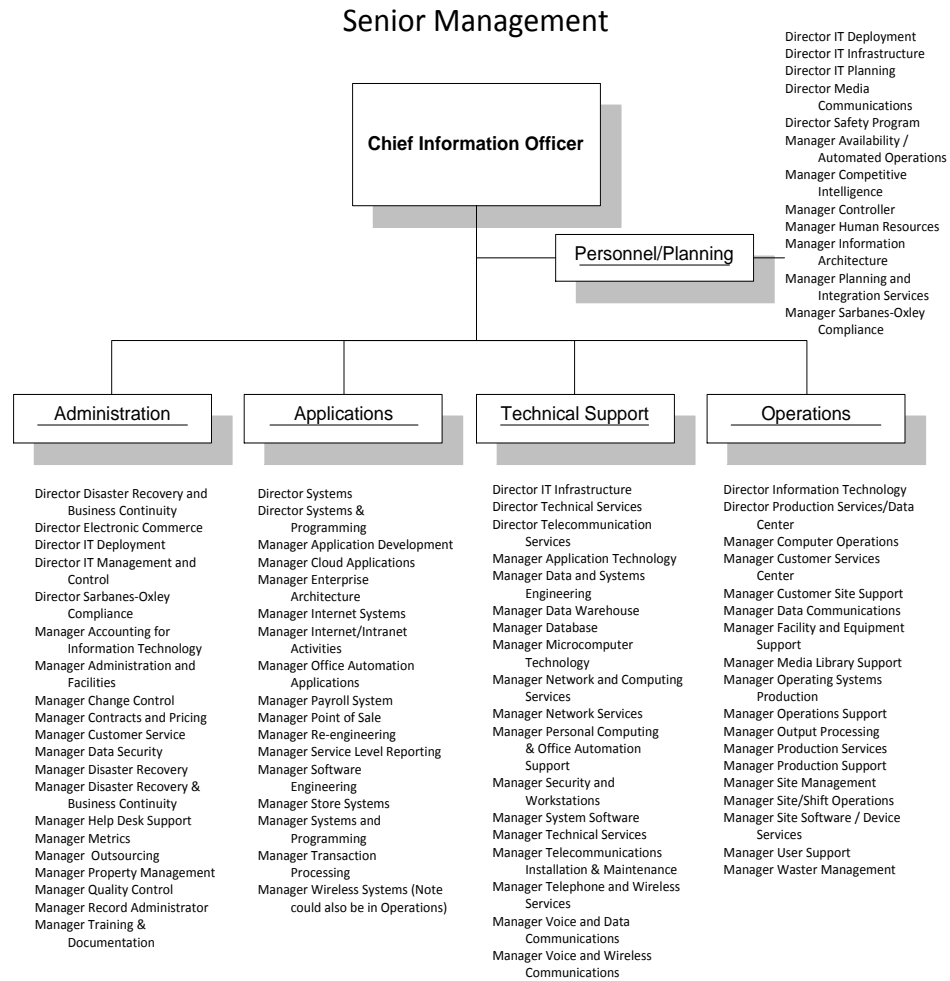 Senior Management
Director IT Deployment
Director IT Infrastructure
Director IT Planning
Director Media
Communications
Director Safety Program
Manager Availability /
Automated Operations
Manager Competitive
Intelligence
Manager Controller
Manager Human Resources
Manager Information
Architecture
Manager Planning and
Integration Services
Manager Sarbanes-Oxley
Compliance
Chief Information Officer
Personnel/Planning
Administration
Director Disaster Recovery and
Business Continuity
Director Electronic Commerce
Director IT Deployment
Director IT Management and
Control
Director Sarbanes-Oxley
Compliance
Manager Accounting for
Information Technology
Manager Administration and
Facilities
Manager Change Control
Manager Contracts and Pricing
Manager Customer Service
Manager Data Security
Manager Disaster Recovery
Manager Disaster Recovery &
Business Continuity
Manager Help Desk Support
Manager Metrics
Manager  Outsourcing
Manager Property Management
Manager Quality Control
Manager Record Administrator
Manager Training &
Documentation
Applications
Director Systems
Director Systems &
Programming
Manager Application Development
Manager Cloud Applications
Manager Enterprise
Architecture
Manager Internet Systems
Manager Internet/Intranet
Activities
Manager Office Automation
Applications
Manager Payroll System
Manager Point of Sale
Manager Re-engineering
Manager Service Level Reporting
Manager Software
Engineering
Manager Store Systems
Manager Systems and
Programming
Manager Transaction
Processing
Manager Wireless Systems (Note
could also be in Operations)
Technical Support
Director IT Infrastructure
Director Technical Services
Director Telecommunication
Services
Manager Application Technology
Manager Data and Systems
Engineering
Manager Data Warehouse
Manager Database
Manager Microcomputer
Technology
Manager Network and Computing
Services
Manager Network Services
Manager Personal Computing
& Office Automation
Support
Manager Security and
Workstations
Manager System Software
Manager Technical Services
Manager Telecommunications
Installation & Maintenance
Manager Telephone and Wireless
Services
Manager Voice and Data
Communications
Manager Voice and Wireless
Communications
Operations
Director Information Technology
Director Production Services/Data
Center
Manager Computer Operations
Manager Customer Services
Center
Manager Customer Site Support
Manager Data Communications
Manager Facility and Equipment
Support
Manager Media Library Support
Manager Operating Systems
Production
Manager Operations Support
Manager Output Processing
Manager Production Services
Manager Production Support
Manager Site Management
Manager Site/Shift Operations
Manager Site Software / Device
Services
Manager User Support
Manager Waster Management